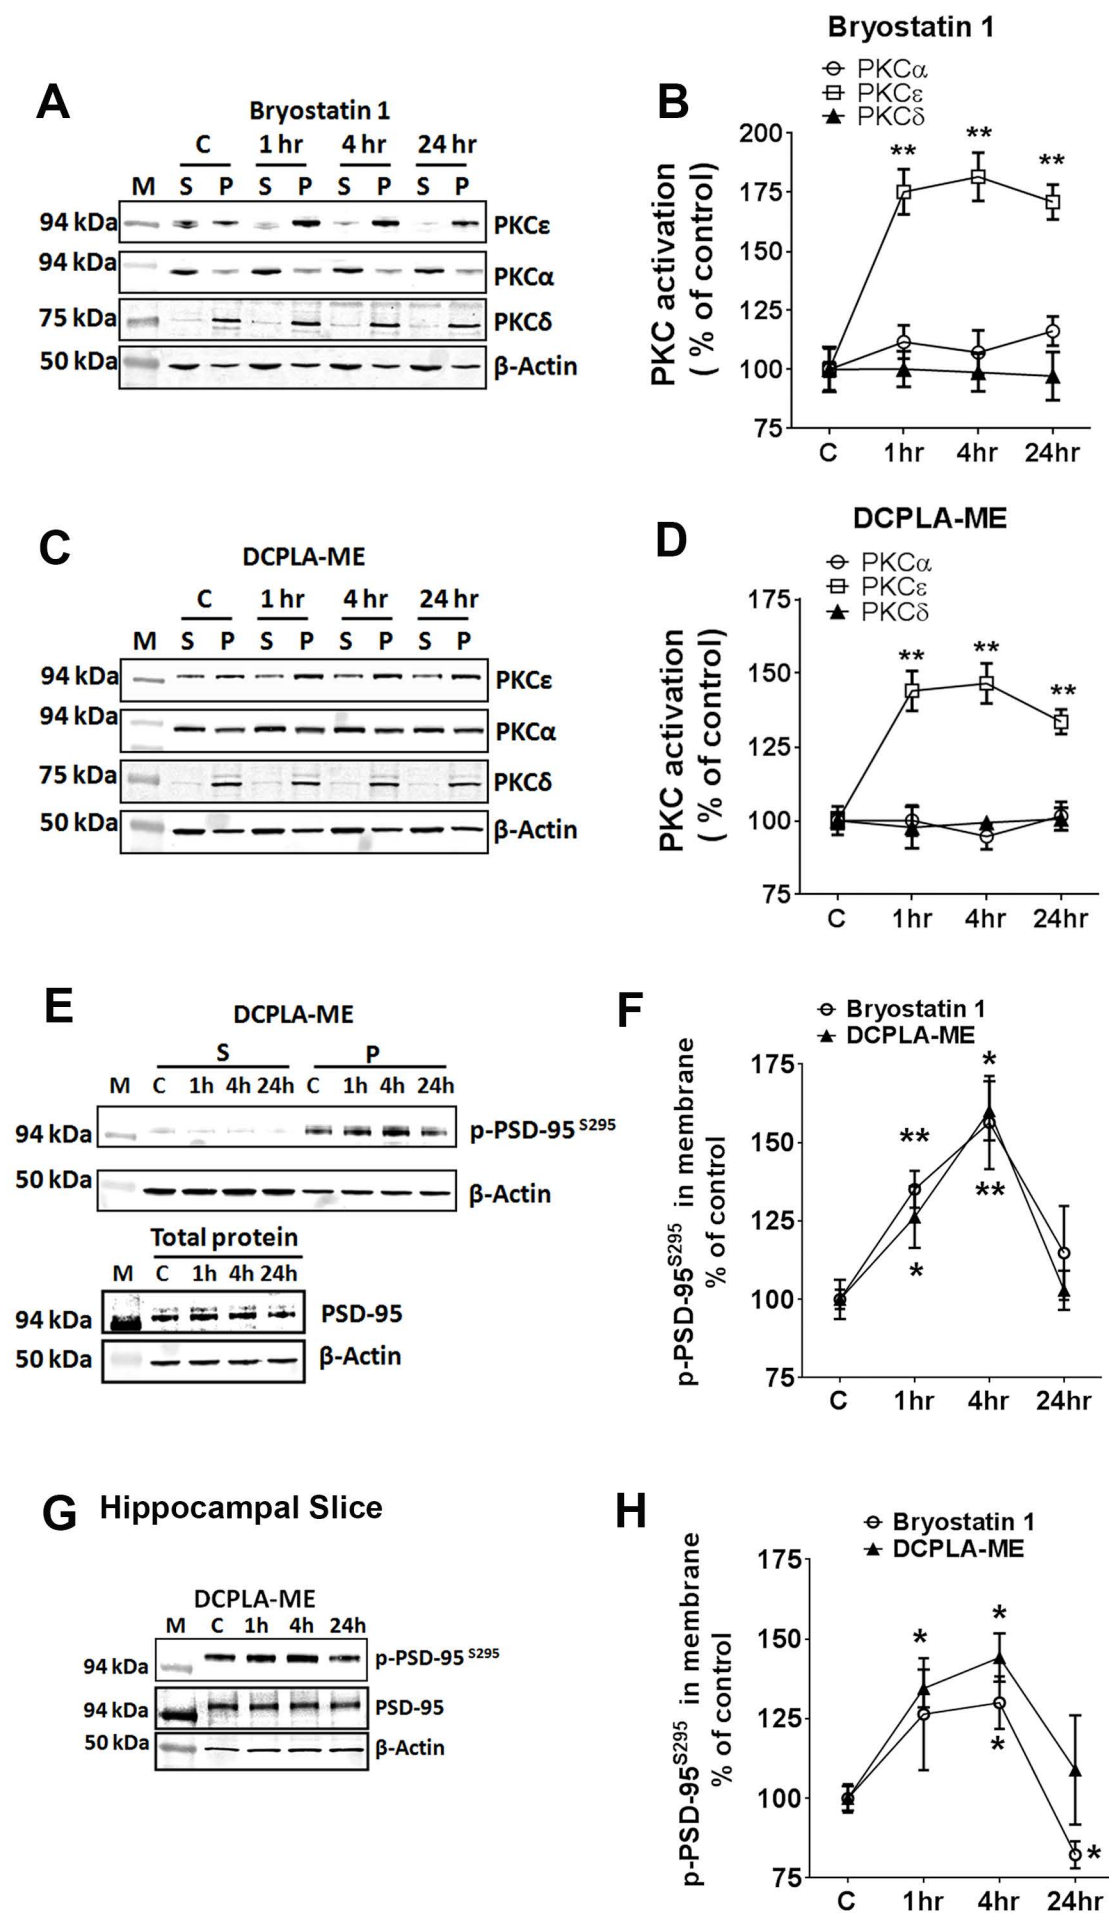 A
Bryostatin 1
C 1 hr 4 hr 24 hr
M S P S P S P S P
94 kDa PKCε
94 kDa PKCα
75 kDa PKCδ
50 kDa β-Actin
B
Bryostatin 1
PKCα
PKCε
PKCδ
PKC activation
( % of control)
200
175
150
125
100
75
** ** **
C 1hr 4hr 24hr
C
DCPLA-ME
C 1 hr 4 hr 24 hr
M S P S P S P S P
94 kDa PKCε
94 kDa PKCα
75 kDa PKCδ
50 kDa β-Actin
D
DCPLA-ME
PKCα
PKCε
PKCδ
PKC activation
( % of control)
175
150
125
100
75
** ** **
C 1hr 4hr 24hr
E
DCPLA-ME
S P
M C 1h 4h 24h C 1h 4h 24h
94 kDa p-PSD-95 S295
50 kDa β-Actin
Total protein
M C 1h 4h 24h
94 kDa PSD-95
50 kDa β-Actin
F
Bryostatin 1
DCPLA-ME
p-PSD-95S295 in membrane
% of control
175
150
125
100
75
*
**
**
*
C 1hr 4hr 24hr
G Hippocampal Slice
DCPLA-ME
M C 1h 4h 24h
94 kDa p-PSD-95 S295
94 kDa PSD-95
50 kDa β-Actin
H
Bryostatin 1
DCPLA-ME
p-PSD-95S295 in membrane
% of control
175
150
125
100
75
*
*
*
*
C 1hr 4hr 24hr